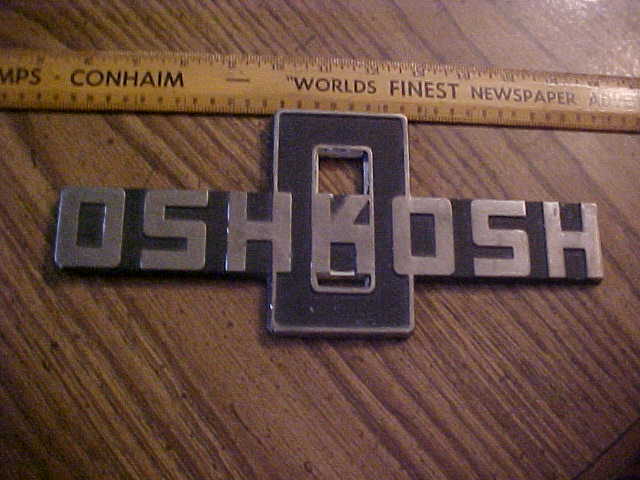 MPS - CONHAIM — "WORLDS FINEST NEWSPAPER
OSHKOSH